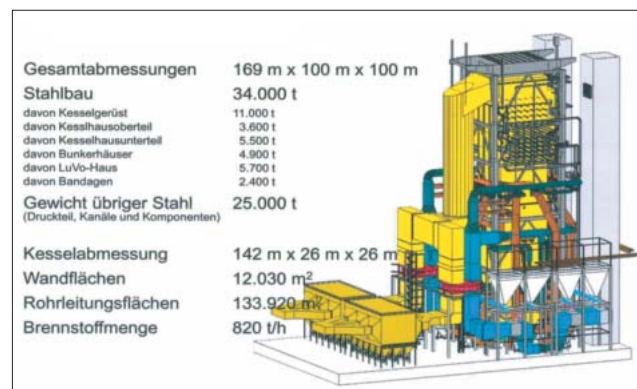 Gesamtabmessungen 169 m x 100 m x 100 m
Stahlbau 34.000 t
davon Kesselgerüst 11.000 t
davon Kesslhausoberteil 3.600 t
davon Kesselhausunterteil 5.500 t
davon Bunkerhäuser 4.900 t
davon LuVo-Haus 5.700 t
davon Bandagen 2.400 t
Gewicht übriger Stahl 25.000 t
(Druckteil, Kanäle und Komponenten)
Kesselabmessung 142 m x 26 m x 26 m
Wandflächen 12.030 m²
Rohrleitungsflächen 133.920 m²
Brennstoffmenge 820 t/h